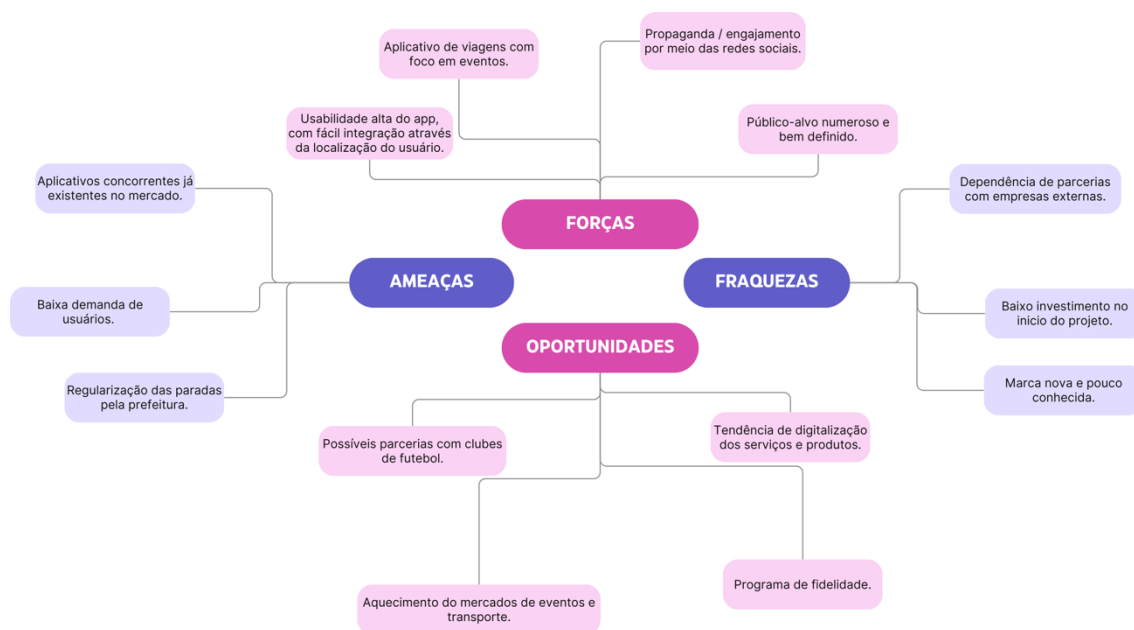 Aplicativo de viagens com
foco em eventos.
Propaganda / engajamento
por meio das redes sociais.
Usabilidade alta do app,
com fácil integração através
da localização do usuário.
Público-alvo numeroso e
bem definido.
FORÇAS
Aplicativos concorrentes já
existentes no mercado.
Baixa demanda de
usuários.
Regularização das paradas
pela prefeitura.
AMEAÇAS
FRAQUEZAS
Dependência de parcerias
com empresas externas.
Baixo investimento no
inicio do projeto.
Marca nova e pouco
conhecida.
OPORTUNIDADES
Possíveis parcerias com clubes
de futebol.
Tendência de digitalização
dos serviços e produtos.
Aquecimento do mercados de eventos e
transporte.
Programa de fidelidade.